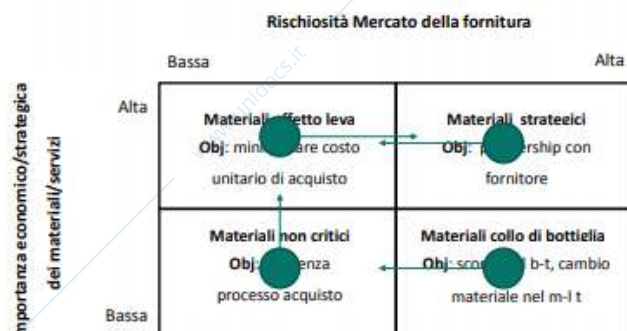 Rischiosità Mercato della fornitura
Bassa
Alta
mportanza economico/strategica
dei materiali/servizi
Alta
Materiali effetto leva
Obj: mini are costo
unitario di acquisto
Materiali strategici
Obj: p ership con
fornitore
Materiali non critici
Obj: enza
processo acquisto
Materiali collo di bottiglia
Obj: sco b-t, cambio
materiale nel m-l t
Bassa